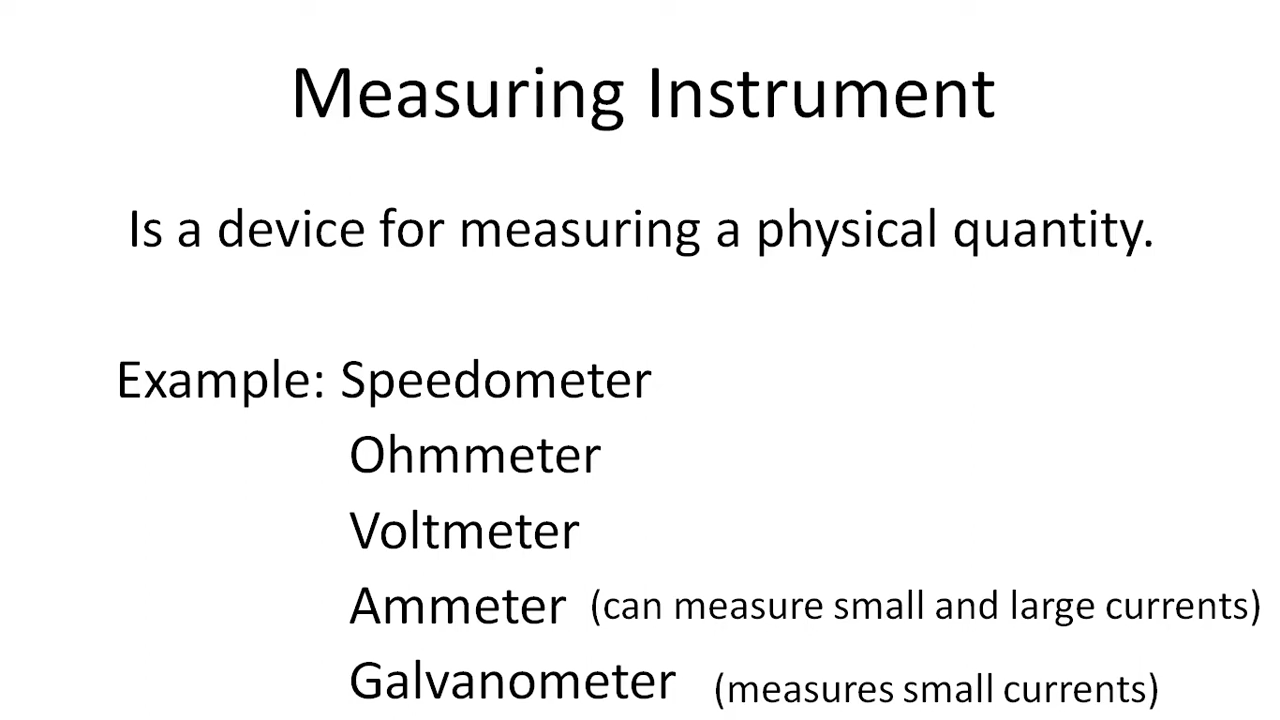 Measuring Instrument
Is a device for measuring a physical quantity.
Example: Speedometer
Ohmmeter
Voltmeter
Ammeter (can measure small and large currents)
Galvanometer (measures small currents)